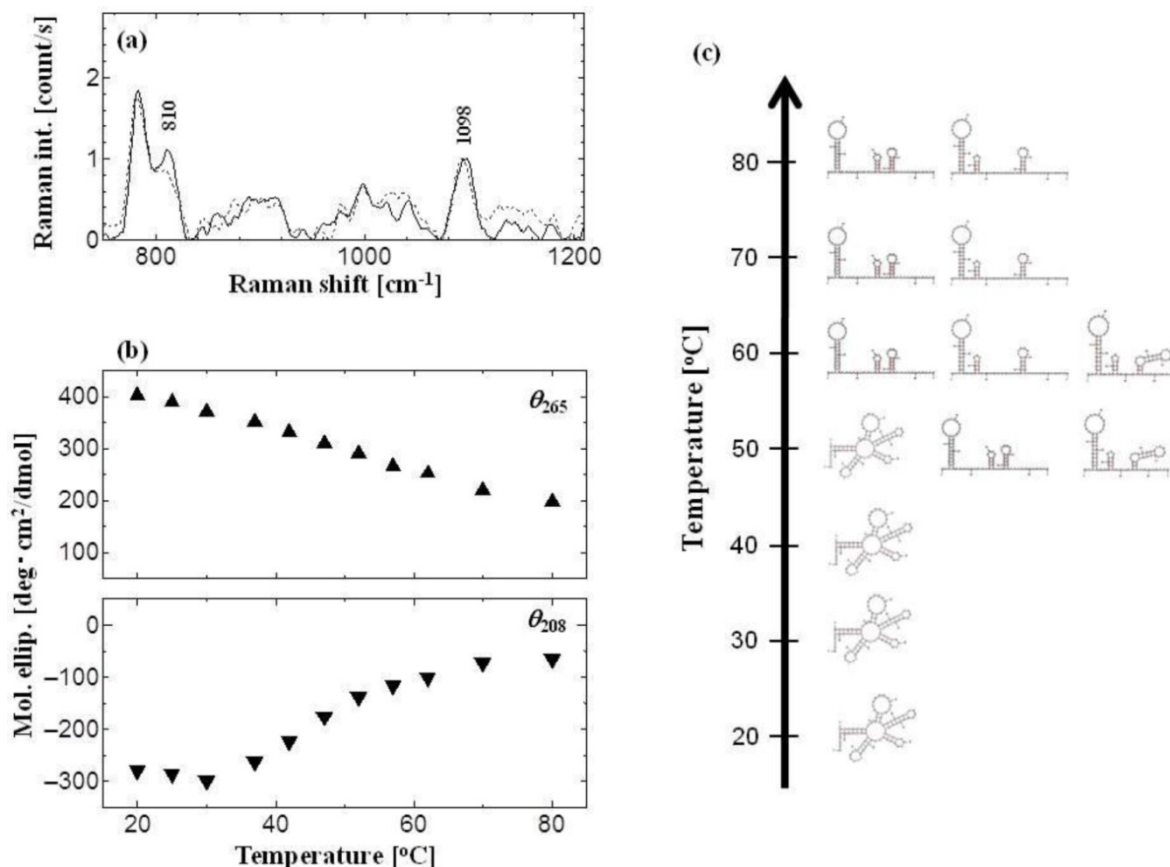 (a)
Raman int. [count/s]
2
1
0
810
1098
800
1000
1200
Raman shift [cm-1]
(b)
Mol. ellip. [deg·cm2/dmol]
θ265
400
300
200
100
θ208
0
−100
−200
−300
20
40
60
80
Temperature [oC]
(c)
Temperature [oC]
80
70
60
50
40
30
20